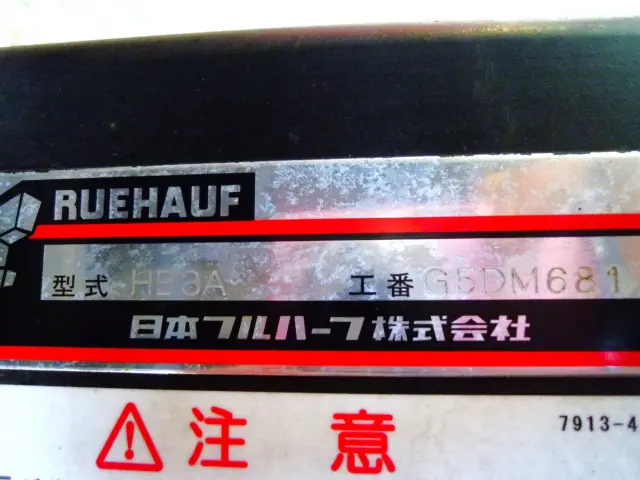 RUEHAUF
型式 HE8A 工番 G5DM681
日本フルハーフ株式会社
注意
7913-4